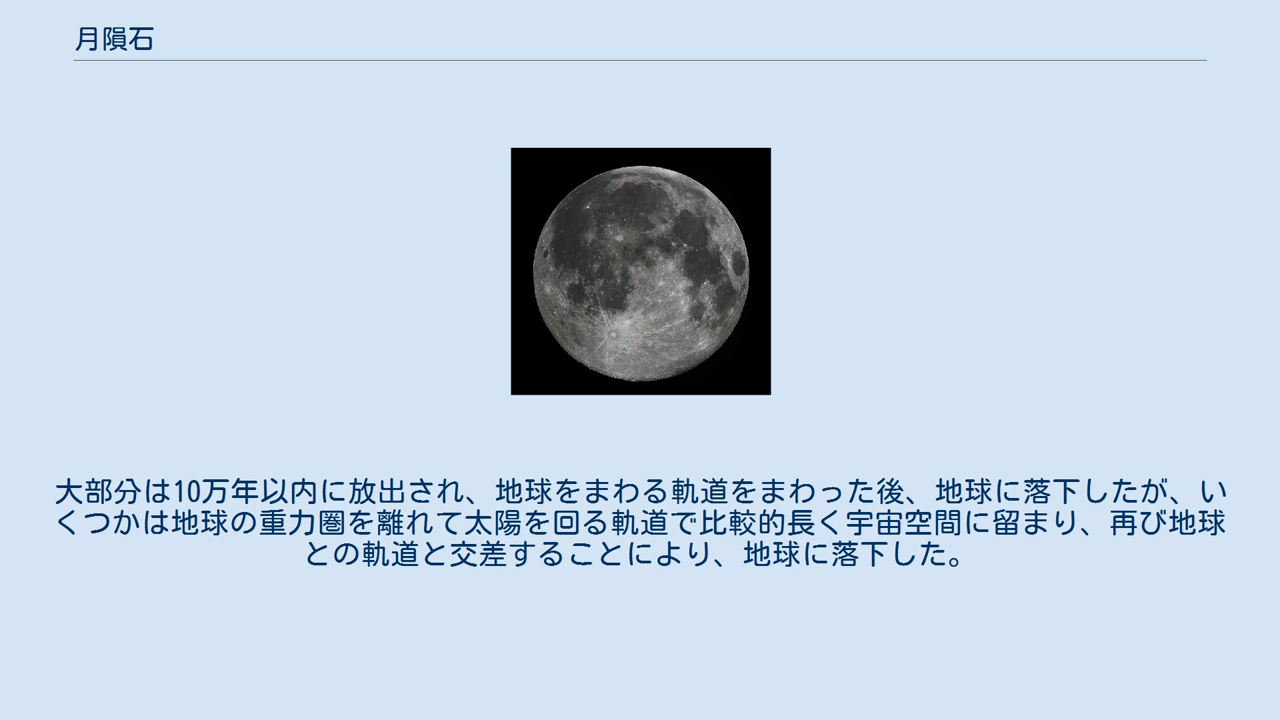 月隕石
大部分は10万年以内に放出され、地球をまわる軌道をまわった後、地球に落下したが、い
くつかは地球の重力圏を離れて太陽を回る軌道で比較的長く宇宙空間に留まり、再び地球
との軌道と交差することにより、地球に落下した。